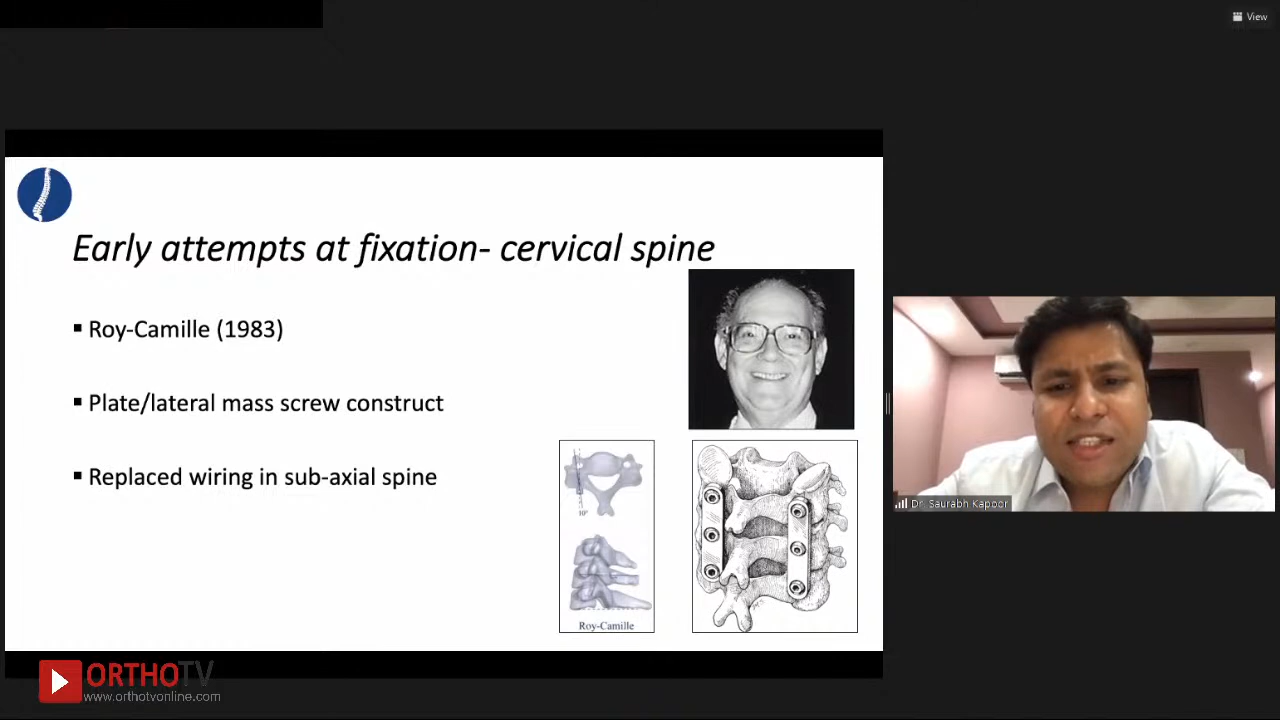 View
Early attempts at fixation- cervical spine
▪ Roy-Camille (1983)
▪ Plate/lateral mass screw construct
▪ Replaced wiring in sub-axial spine
10°
Roy-Camille
Dr. Saurabh Kapoor
ORTHOTV
www.orthotvonline.com